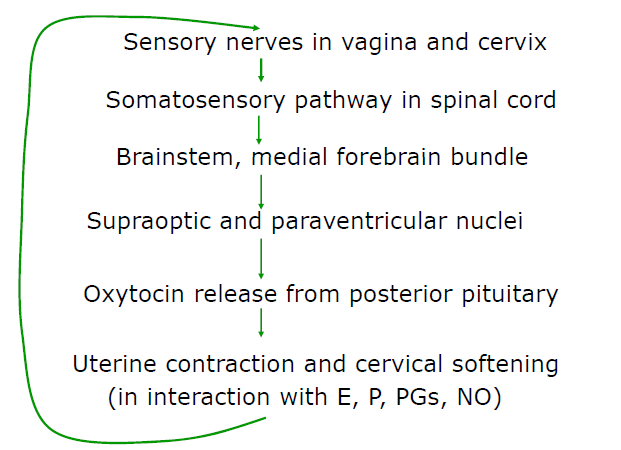 Sensory nerves in vagina and cervix
Somatosensory pathway in spinal cord
Brainstem, medial forebrain bundle
Supraoptic and paraventricular nuclei
Oxytocin release from posterior pituitary
Uterine contraction and cervical softening
(in interaction with E, P, PGs, NO)